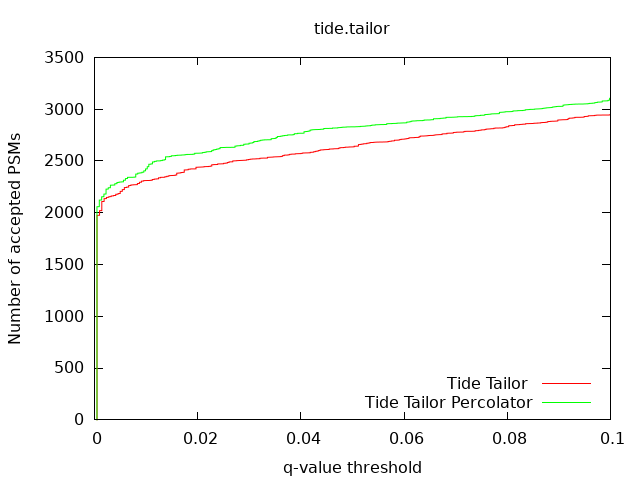 tide.tailor
3500
3000
2500
2000
1500
1000
500
0
Number of accepted PSMs
Tide Tailor
Tide Tailor Percolator
0 0.02 0.04 0.06 0.08 0.1
q-value threshold